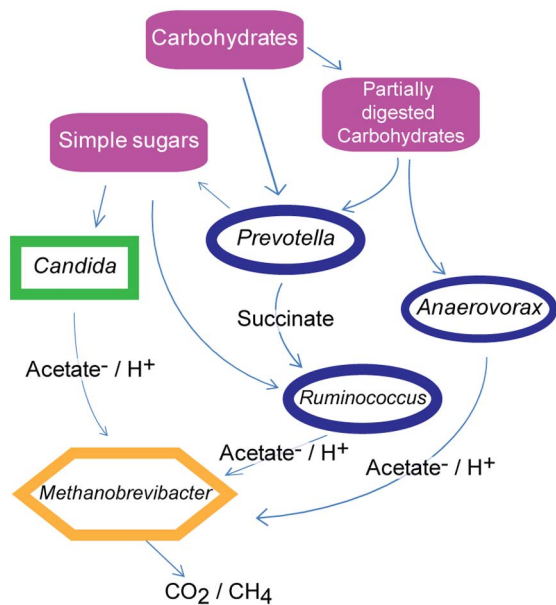 Carbohydrates
Partially
digested
Carbohydrates
Simple sugars
Prevotella
Candida
Anaerovorax
Succinate
Acetate⁻ / H⁺
Ruminococcus
Acetate⁻ / H⁺
Acetate⁻ / H⁺
Methanobrevibacter
CO₂ / CH₄